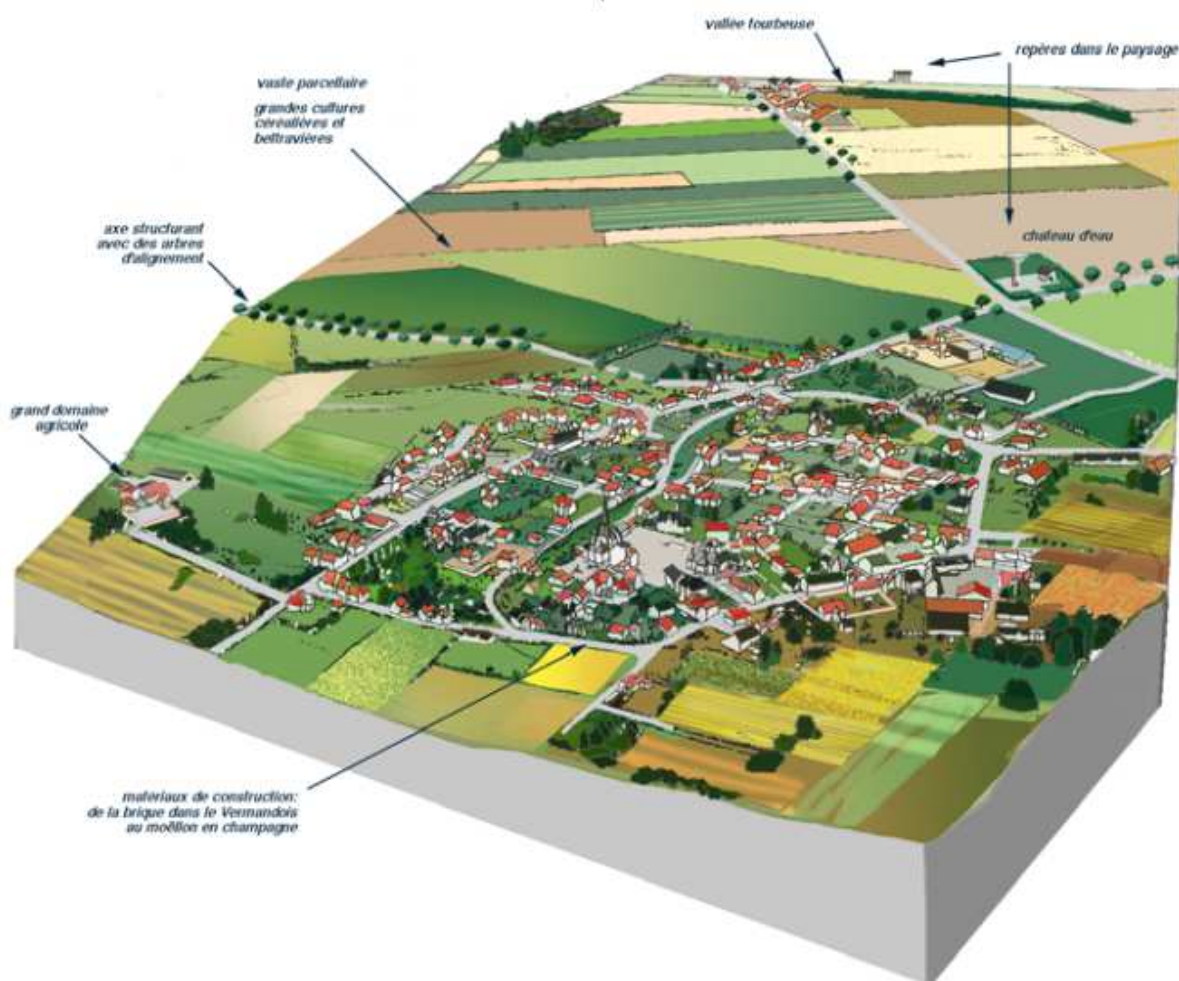 vallée tourbeuse
repères dans le paysage
vaste parcellaire
grandes cultures
céréalières et
bettravières
axe structurant
avec des arbres
d'alignement
chateau d'eau
grand domaine
agricole
matériaux de construction:
de la brique dans le Vermandois
au moëllon en champagne